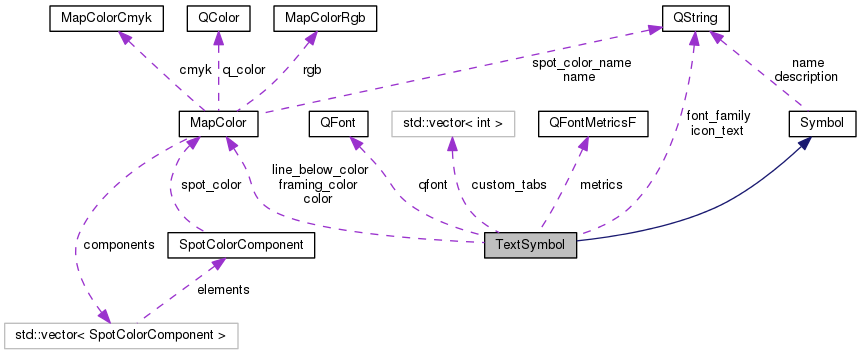 MapColorCmyk
QColor
MapColorRgb
QString
cmyk
q_color
rgb
spot_color_name
name
name
description
MapColor
QFont
std::vector< int >
QFontMetricsF
Symbol
font_family
icon_text
spot_color
line_below_color
framing_color
color
qfont
custom_tabs
metrics
components
SpotColorComponent
TextSymbol
elements
std::vector< SpotColorComponent >